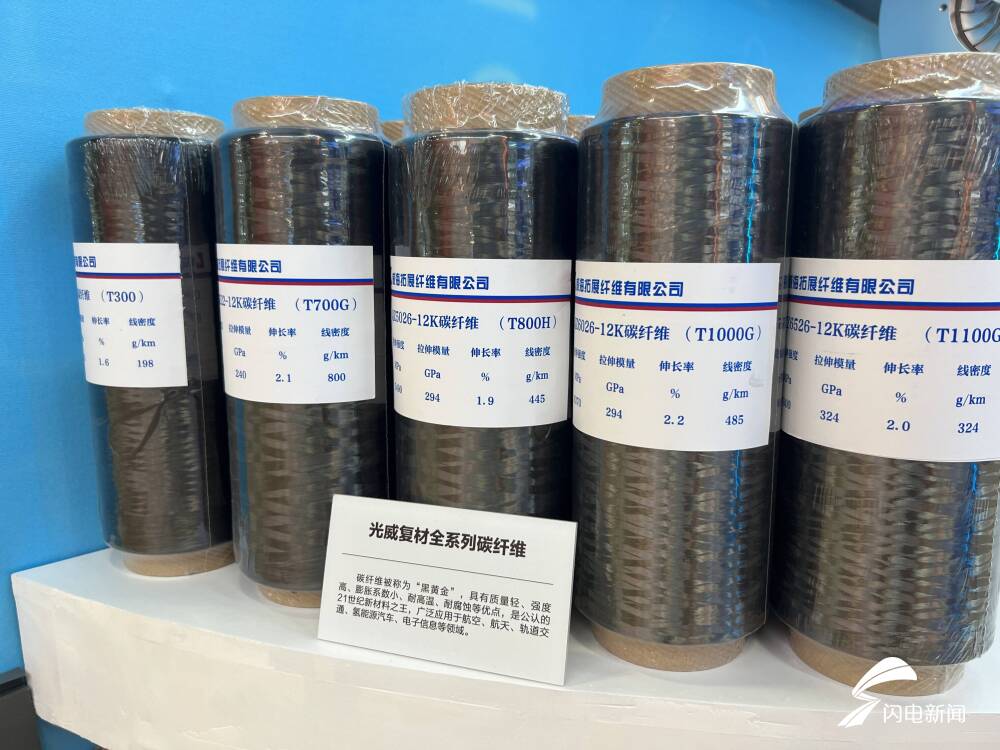 有限公司
纤维 （T300）
伸长率 线密度
% g/km
1.6 198
展纤维有限公司
2-12K碳纤维 （T700G）
拉伸模量 伸长率 线密度
GPa % g/km
240 2.1 800
海拓展纤维有限公司
5026-12K碳纤维 （T800H）
拉伸模量 伸长率 线密度
GPa % g/km
294 1.9 445
海拓展纤维有限公司
6026-12K碳纤维 （T1000G）
拉伸模量 伸长率 线密度
GPa % g/km
294 2.2 485
海拓展纤维有限公司
6526-12K碳纤维 （T1100G
拉伸模量 伸长率 线密度
GPa % g/km
324 2.0 324
光威复材全系列碳纤维
碳纤维被称为“黑黄金”，具有质量轻、强度
高、膨胀系数小、耐高温、耐腐蚀等优点，是公认的
21世纪新材料之王，广泛应用于航空、航天、轨道交
通、氢能源汽车、电子信息等领域。
闪电新闻